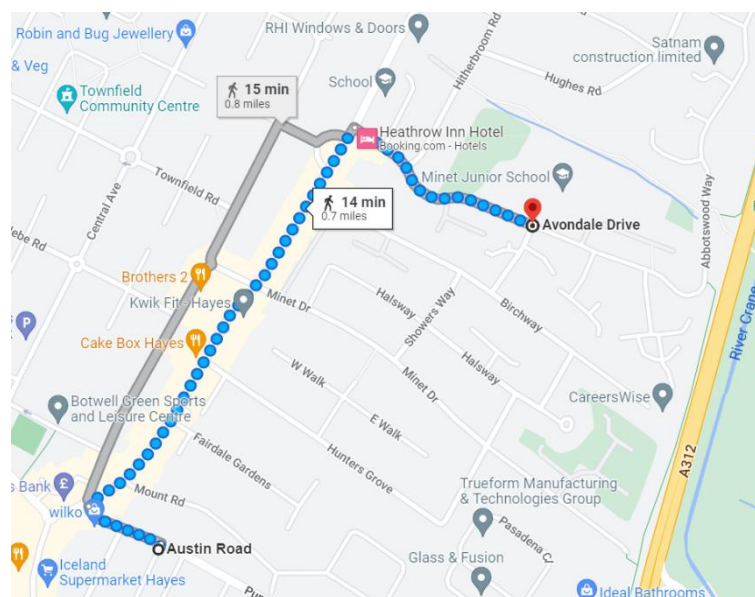 RHI Windows & Doors
Robin and Bug Jewellery
& Veg
Satnam
construction limited
Hitherbroom Rd
Hughes Rd
School
15 min
0.8 miles
Townfield
Community Centre
Heathrow Inn Hotel
Booking.com - Hotels
Minet Junior School
Townfield Rd
Central Ave
14 min
0.7 miles
Avondale Drive
Abbotswood Way
ebe Rd
Brothers 2
Minet Dr
Kwik Fit - Hayes
Halsway
Showers Way
Birchway
River Crane
P
Cake Box Hayes
Halsway
Minet Dr
W Walk
CareersWise
Botwell Green Sports
and Leisure Centre
E Walk
Fairdale Gardens
Hunters Grove
A312
s Bank
£
Mount Rd
Trueform Manufacturing
& Technologies Group
wilko
Pasadena Cl
Austin Road
Glass & Fusion
Iceland
Supermarket Hayes
Pu
Ideal Bathrooms